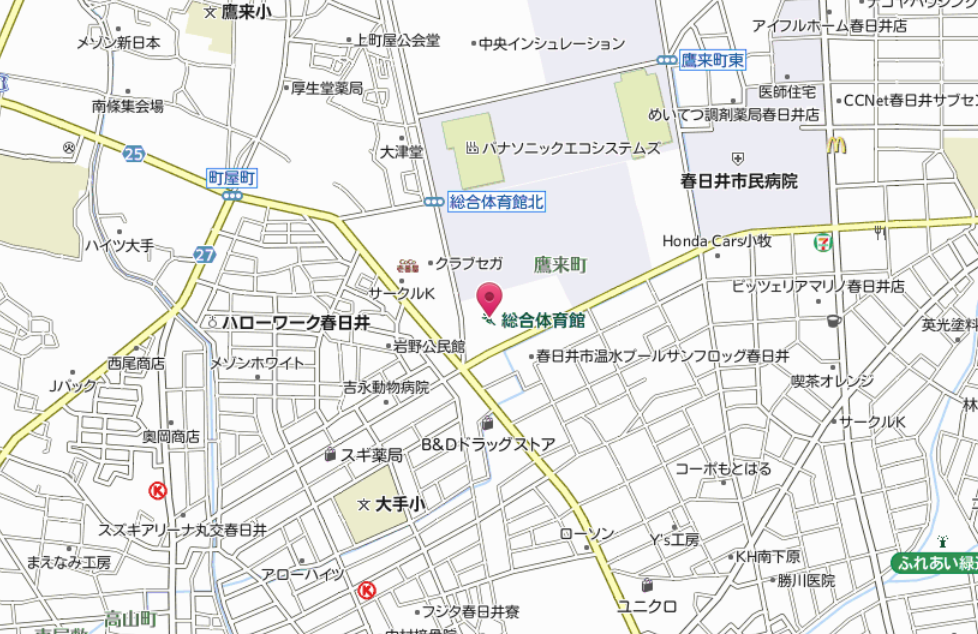 鷹来小
メゾン新日本
上町屋公会堂
中央インシュレーション
アイフルホーム春日井店
鷹来町東
厚生堂薬局
南條集会場
医師住宅
CCNet春日井サブセン
めいてつ調剤薬局春日井店
25
大津堂
パナソニックエコシステムズ
町屋町
春日井市民病院
総合体育館北
ハイツ大手
27
Honda Cars小牧
7
CoCo
壱番屋
クラブセガ
鷹来町
サークルK
ピッツェリアマリノ春日井店
ハローワーク春日井
総合体育館
英光塗料
岩野公民館
西尾商店
メゾンホワイト
春日井市温水プールサンフロッグ春日井
Jパック
吉永動物病院
喫茶オレンジ
林
サークルK
奥岡商店
B&Dドラッグストア
スギ薬局
コーポもとはる
K
大手小
スズキアリーナ丸交春日井
ローソン
Y's工房
まえなみ工房
KH南下原
ふれあい緑道
アローハイツ
勝川医院
K
ユニクロ
高山町
フジタ春日井寮